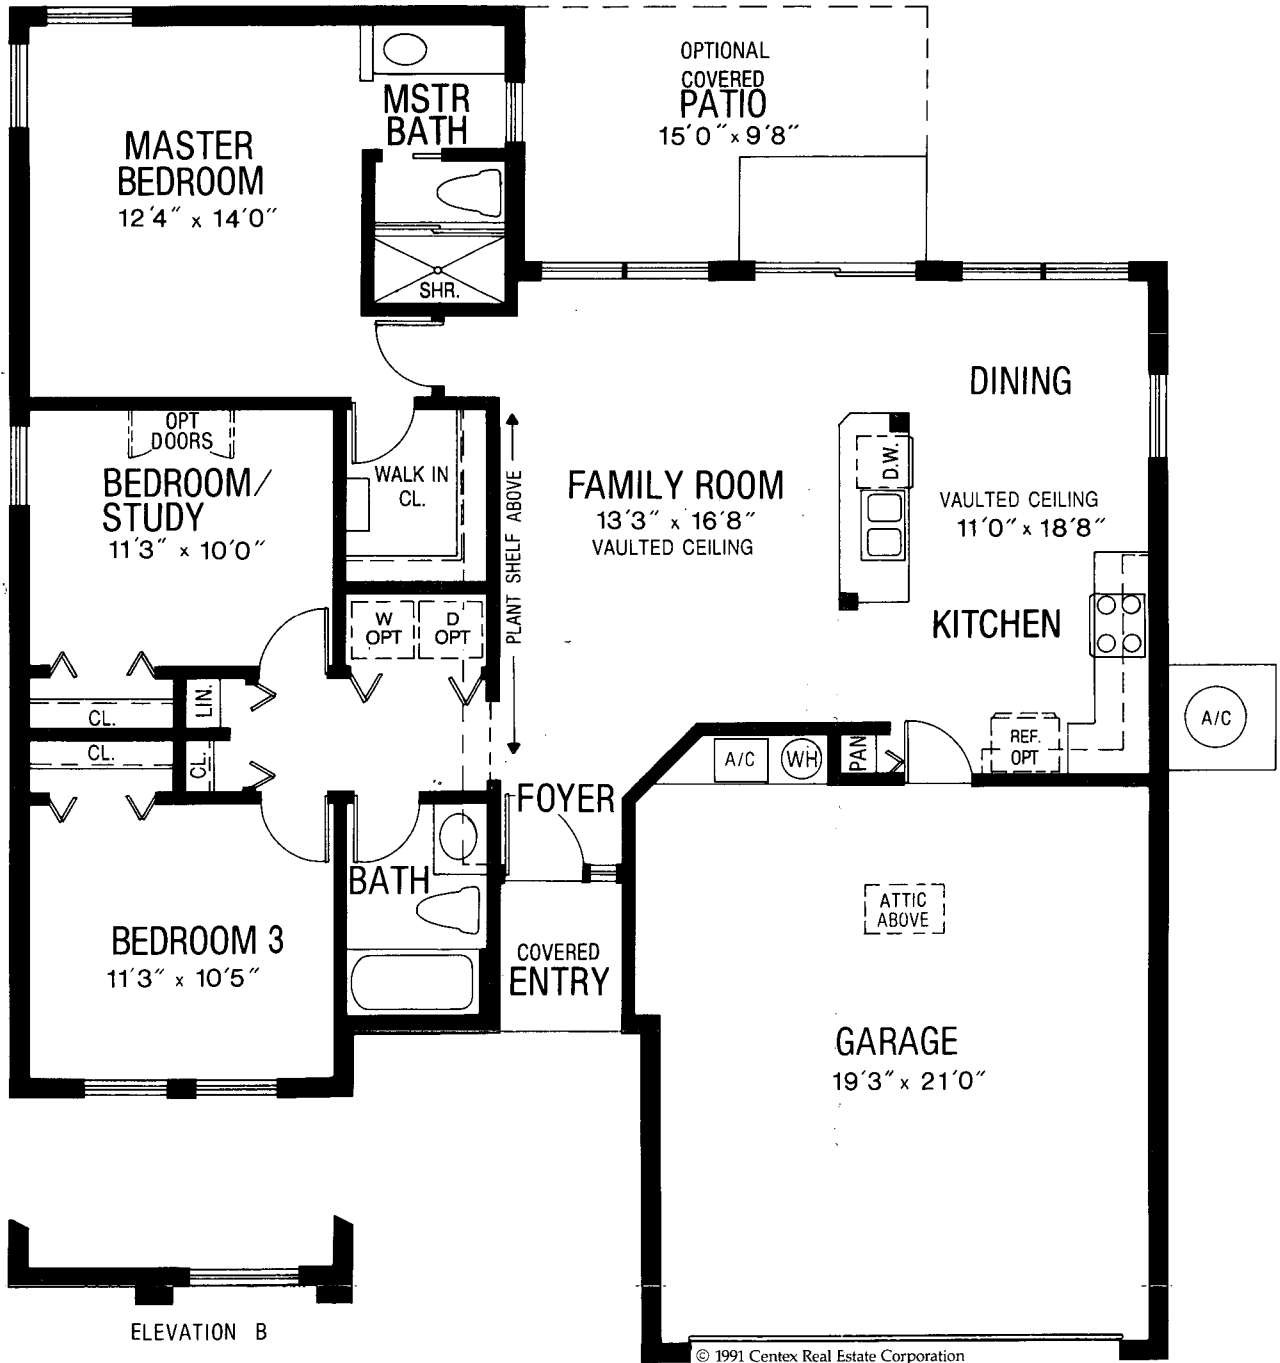 OPTIONAL
COVERED
PATIO
15'0" x 9'8"
MSTR
BATH
MASTER
BEDROOM
12'4" x 14'0"
SHR.
DINING
OPT
DOORS
BEDROOM/
STUDY
11'3" x 10'0"
WALK IN
CL.
PLANT SHELF ABOVE
FAMILY ROOM
13'3" x 16'8"
VAULTED CEILING
D.W.
VAULTED CEILING
11'0" x 18'8"
KITCHEN
W
OPT
D
OPT
LIN.
CL.
CL.
CL.
A/C
WH
PAN
REF.
OPT
A/C
FOYER
BATH
ATTIC
ABOVE
BEDROOM 3
11'3" x 10'5"
COVERED
ENTRY
GARAGE
19'3" x 21'0"
ELEVATION B
© 1991 Centex Real Estate Corporation